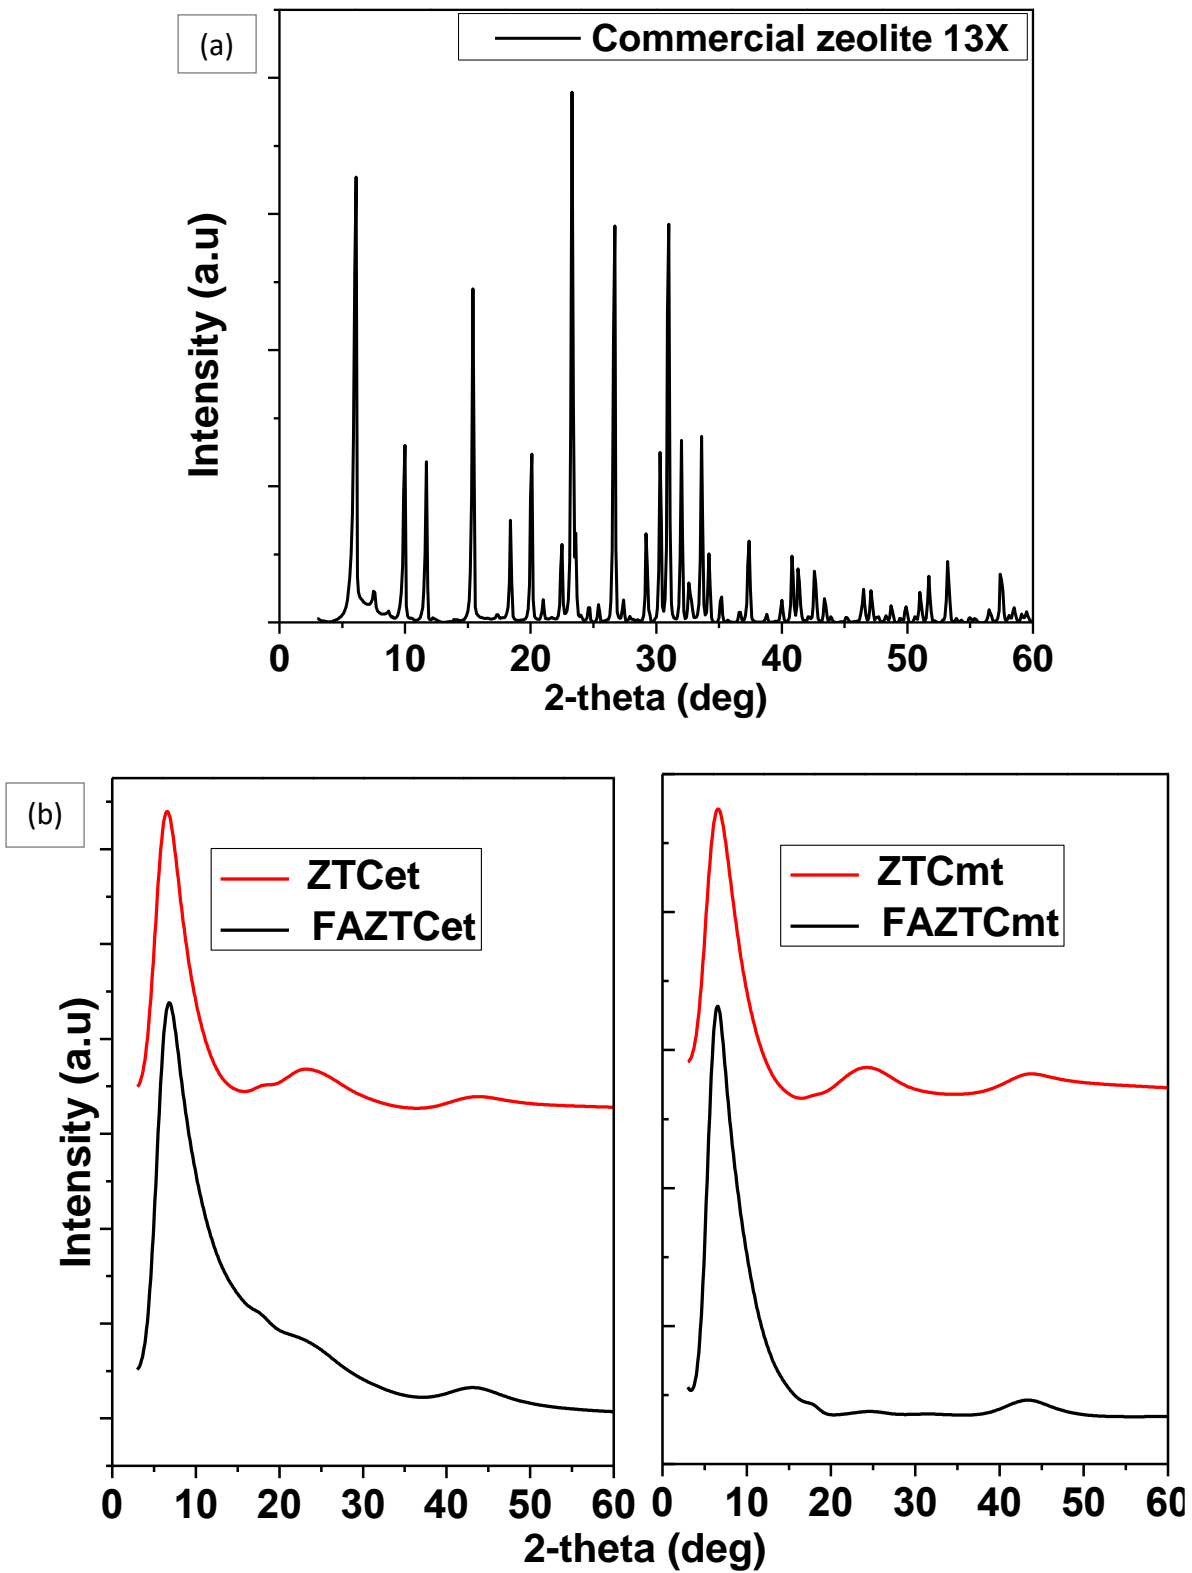 (a)
Commercial zeolite 13X
Intensity (a.u)
0 10 20 30 40 50 60
2-theta (deg)
(b)
ZTCet
FAZTCet
ZTCmt
FAZTCmt
Intensity (a.u)
0 10 20 30 40 50 60 0 10 20 30 40 50 60
2-theta (deg)